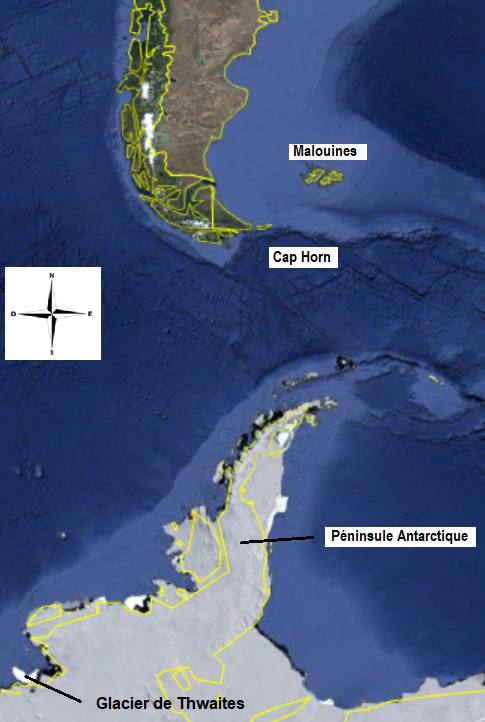 Malouines
Cap Horn
N
O
E
S
Péninsule Antarctique
Glacier de Thwaites